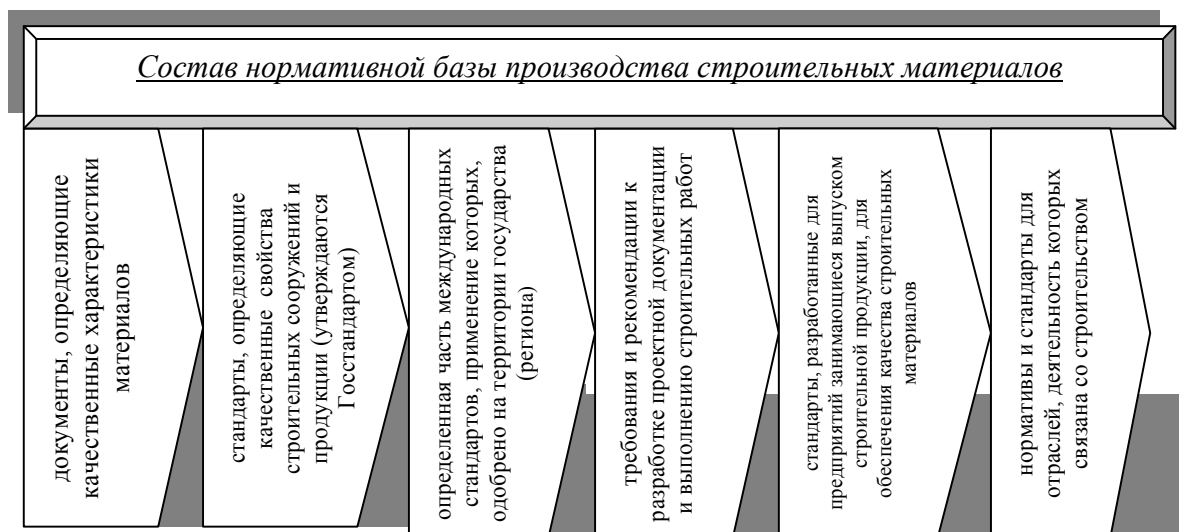 Состав нормативной базы производства строительных материалов
документы, определяющие
качественные характеристики
материалов
стандарты, определяющие
качественные свойства
строительных сооружений и
продукции (утверждаются
Госстандартом)
определенная часть международных
стандартов, применение которых,
одобрено на территории государства
(региона)
требования и рекомендации к
разработке проектной документации
и выполнению строительных работ
стандарты, разработанные для
предприятий занимающиеся выпуском
строительной продукции, для
обеспечения качества строительных
материалов
нормативы и стандарты для
отраслей, деятельность которых
связана со строительством